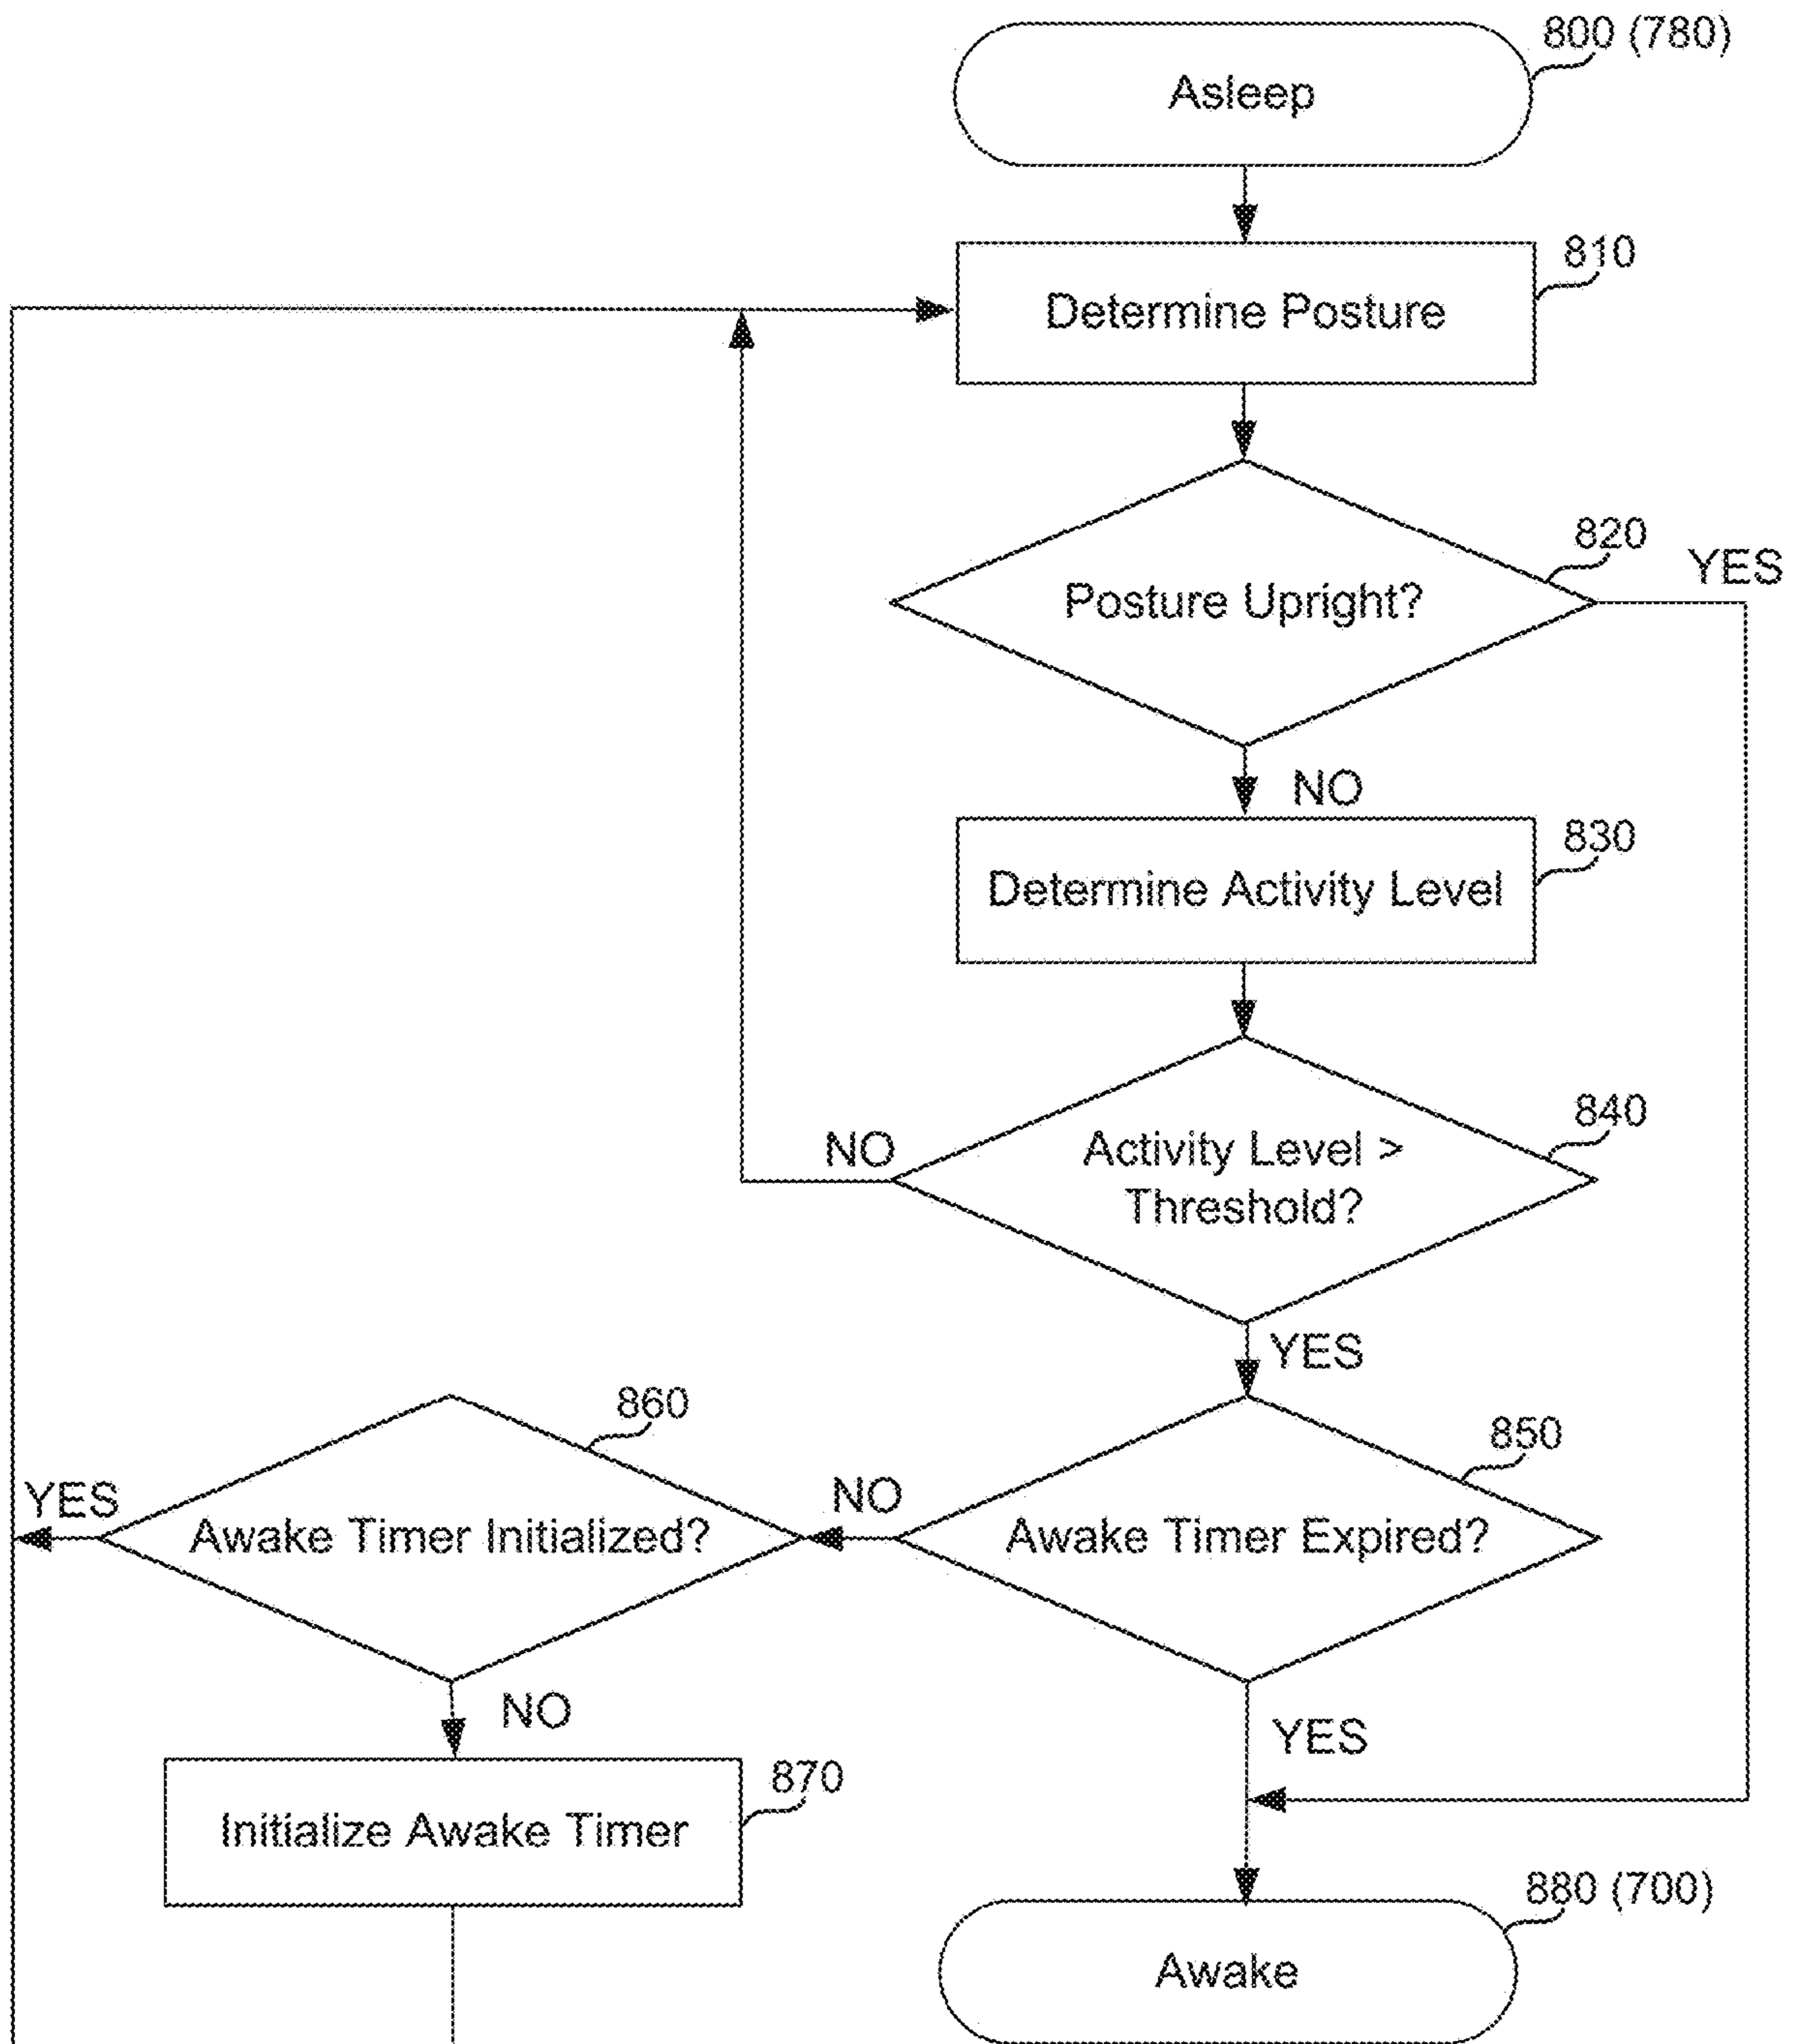 800 (780)
Asleep
810
Determine Posture
820
YES
Posture Upright?
NO
830
Determine Activity Level
840
NO
Activity Level >
Threshold?
YES
860
850
YES
NO
Awake Timer Initialized?
Awake Timer Expired?
NO
YES
870
Initialize Awake Timer
880 (700)
Awake